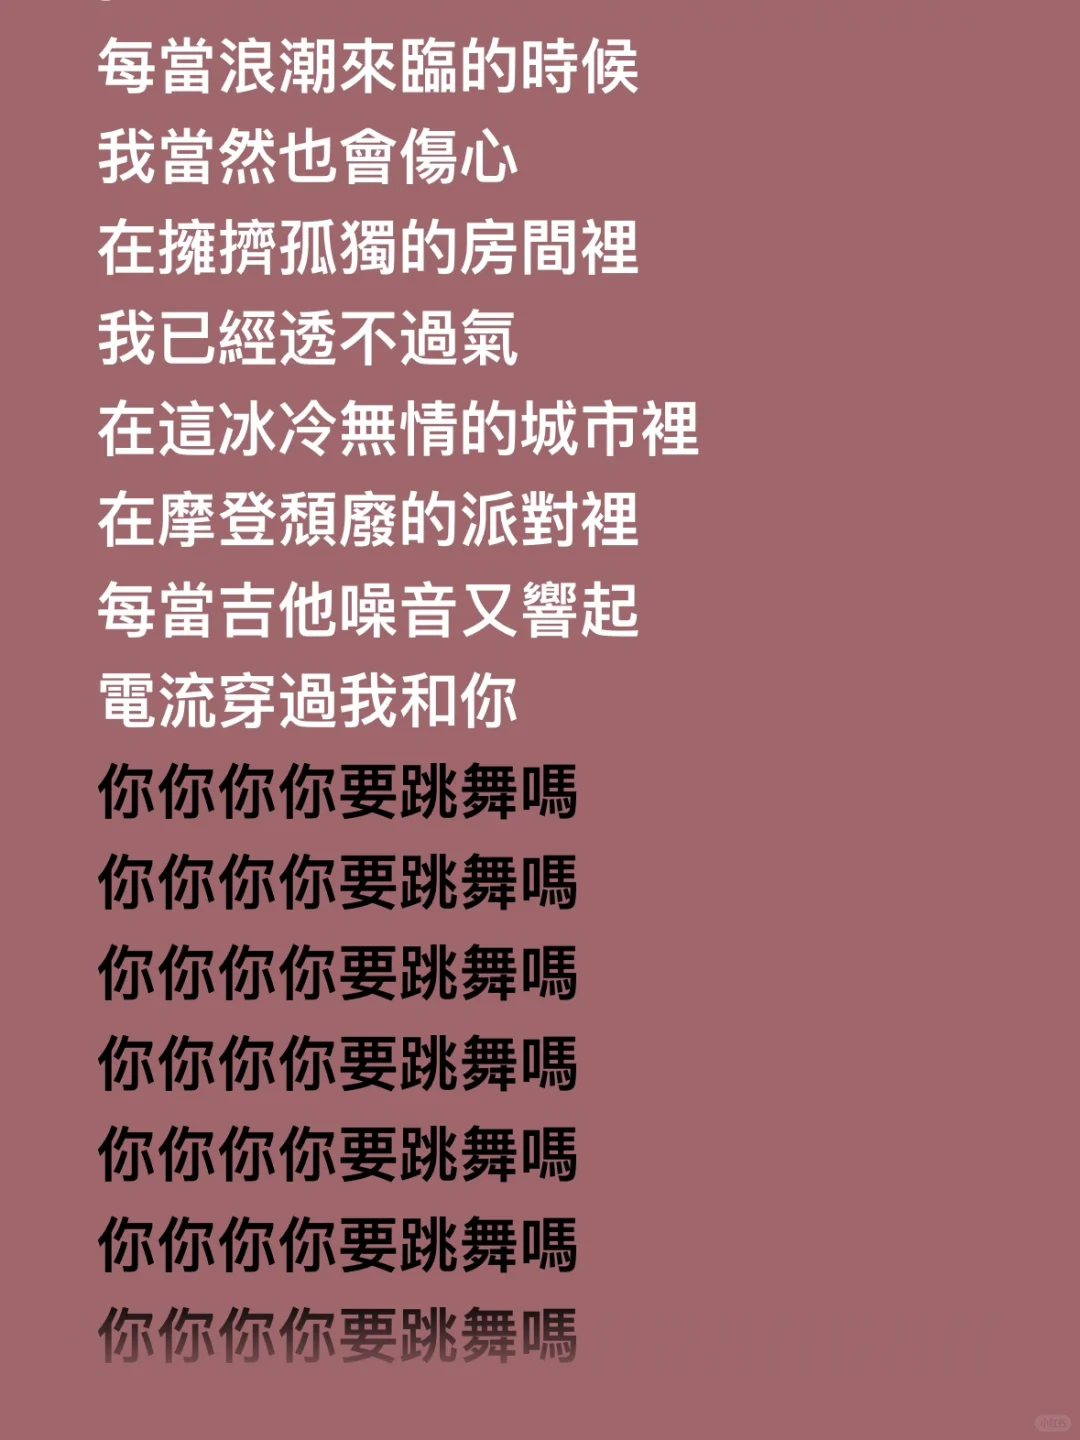 每當浪潮來臨的時候
我當然也會傷心
在擁擠孤獨的房間裡
我已經透不過氣
在這冰冷無情的城市裡
在摩登頹廢的派對裡
每當吉他噪音又響起
電流穿過我和你
你你你你要跳舞嗎
你你你你要跳舞嗎
你你你你要跳舞嗎
你你你你要跳舞嗎
你你你你要跳舞嗎
你你你你要跳舞嗎
你你你你要跳舞嗎
小红书